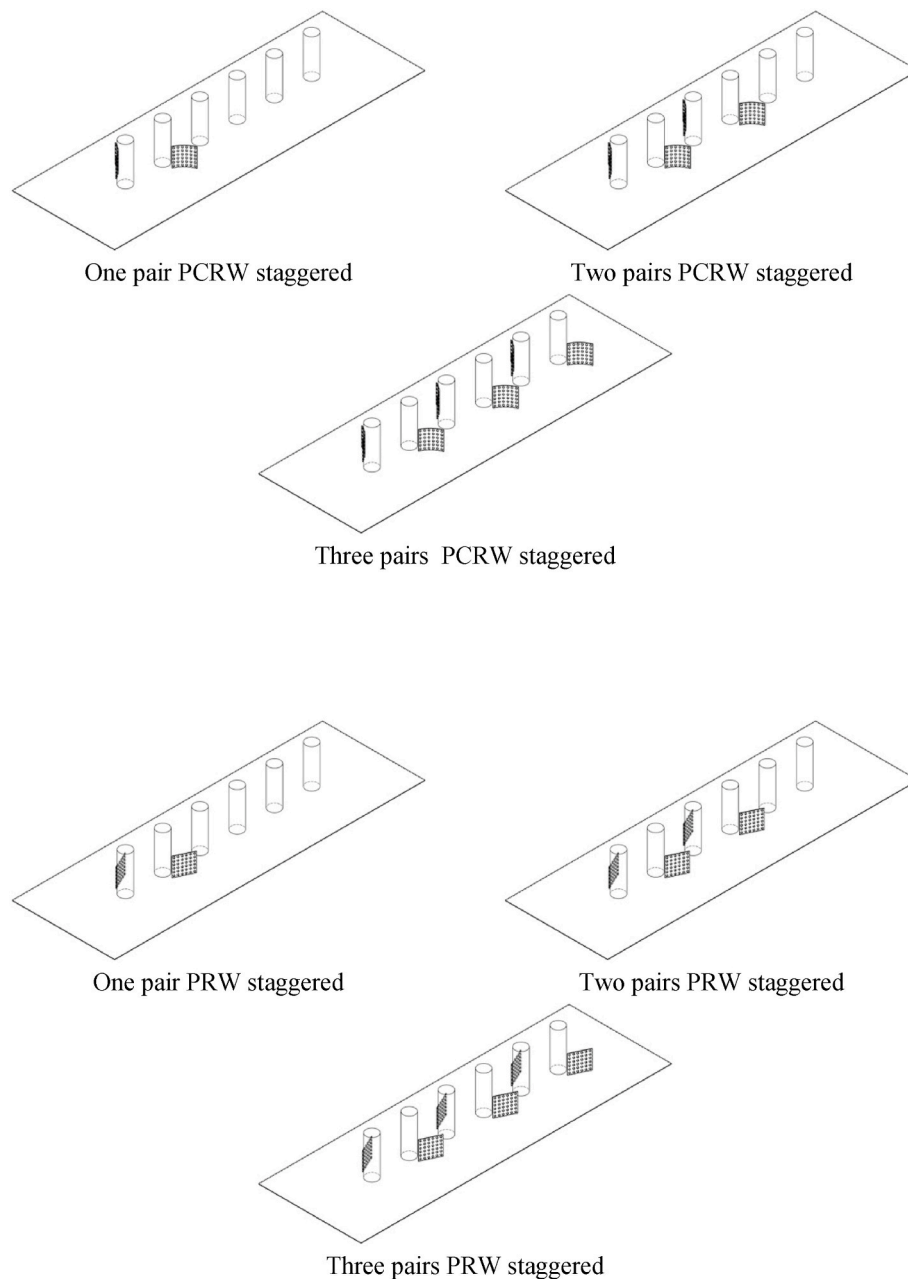 One pair PCRW staggered
Two pairs PCRW staggered
Three pairs  PCRW staggered
One pair PRW staggered
Two pairs PRW staggered
Three pairs PRW staggered